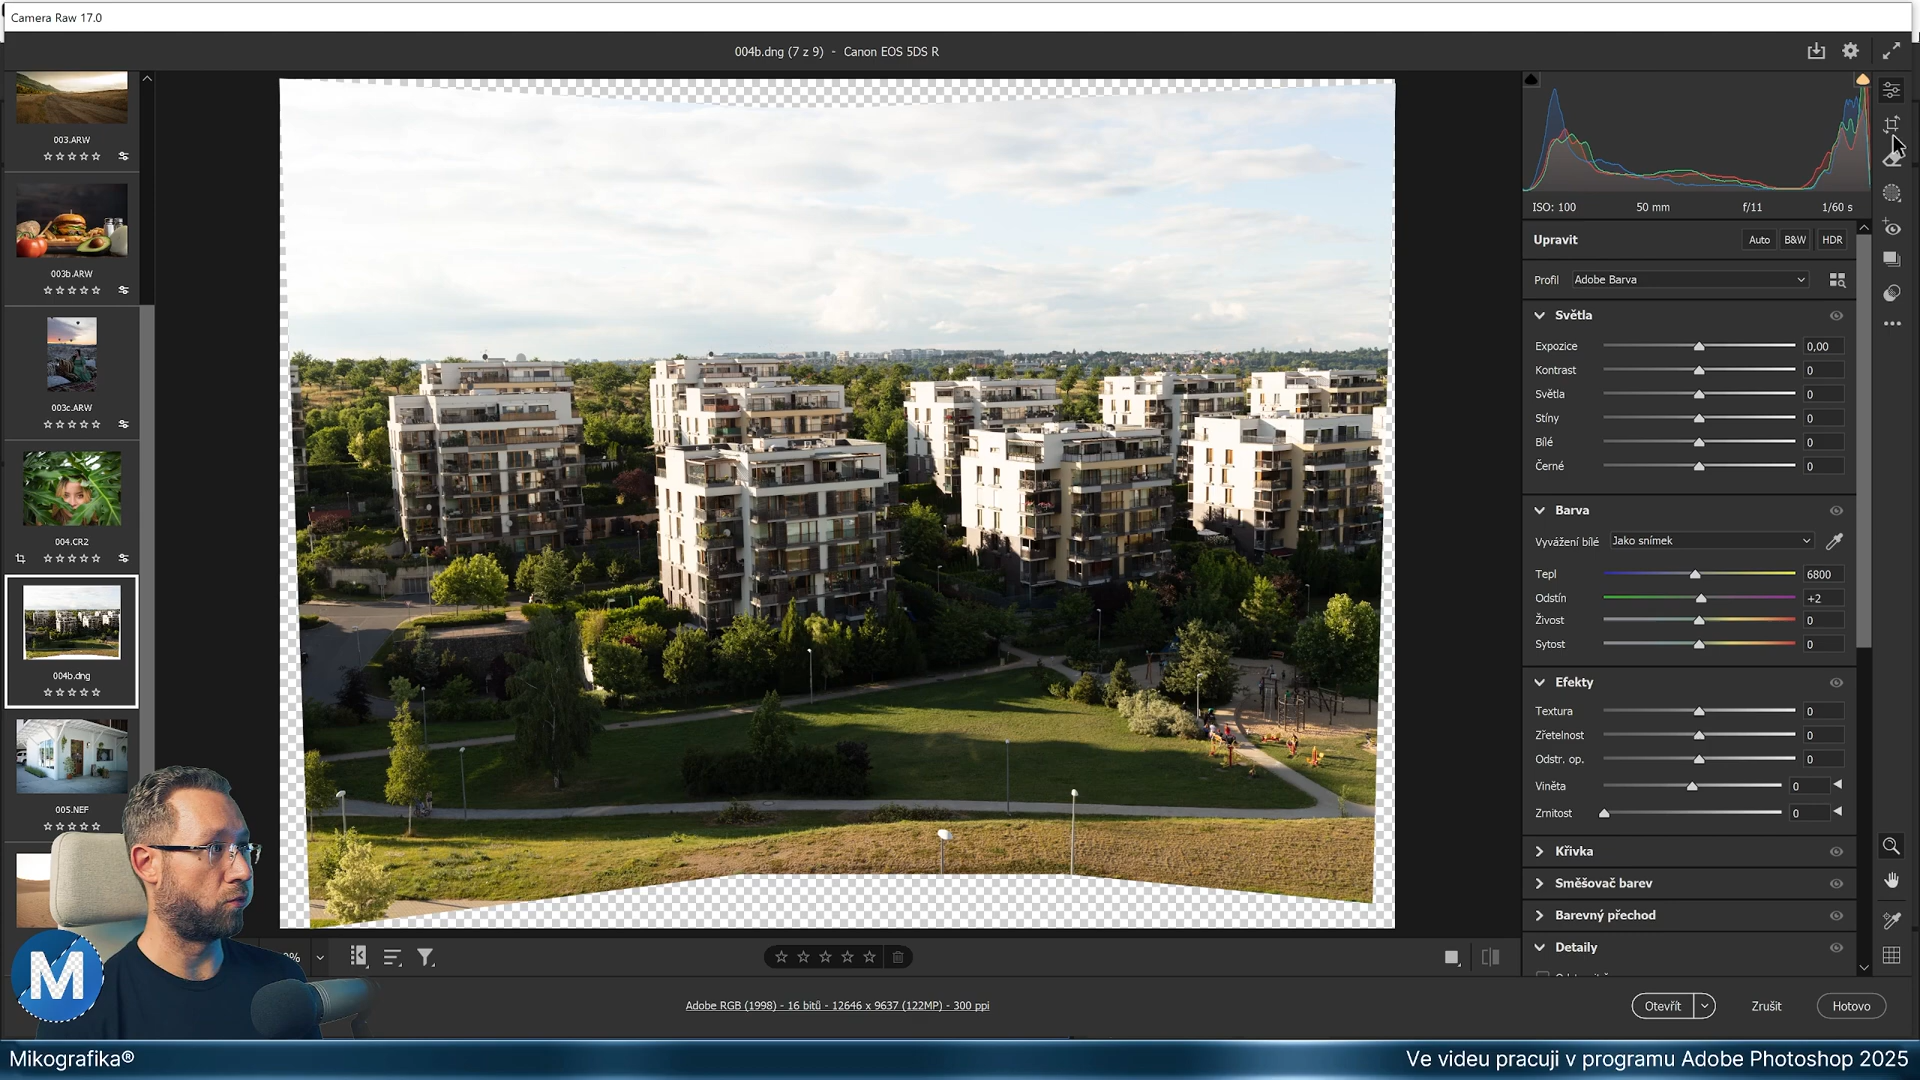 Camera Raw 17.0
004b.dng (7 z 9) - Canon EOS 5DS R
003.ARW
003b.ARW
003c.ARW
004.CR2
004b.dng
005.NEF
ISO: 100 50 mm f/11 1/60 s
Upravit Auto B&W HDR
Profil Adobe Barva
Světla
Expozice 0,00
Kontrast 0
Světla 0
Stíny 0
Bílé 0
Černé 0
Barva
Vyvážení bílé Jako snímek
Tepl 6800
Odstín +2
Živost 0
Sytost 0
Efekty
Textura 0
Zřetelnost 0
Odstr. op. 0
Viněta 0
Zrnitost 0
Křivka
Směšovač barev
Barevný přechod
Detaily
Adobe RGB (1998) - 16 bitů - 12646 x 9637 (122MP) - 300 ppi
Otevřít Zrušit Hotovo
M
Mikografika®
Ve videu pracuji v programu Adobe Photoshop 2025